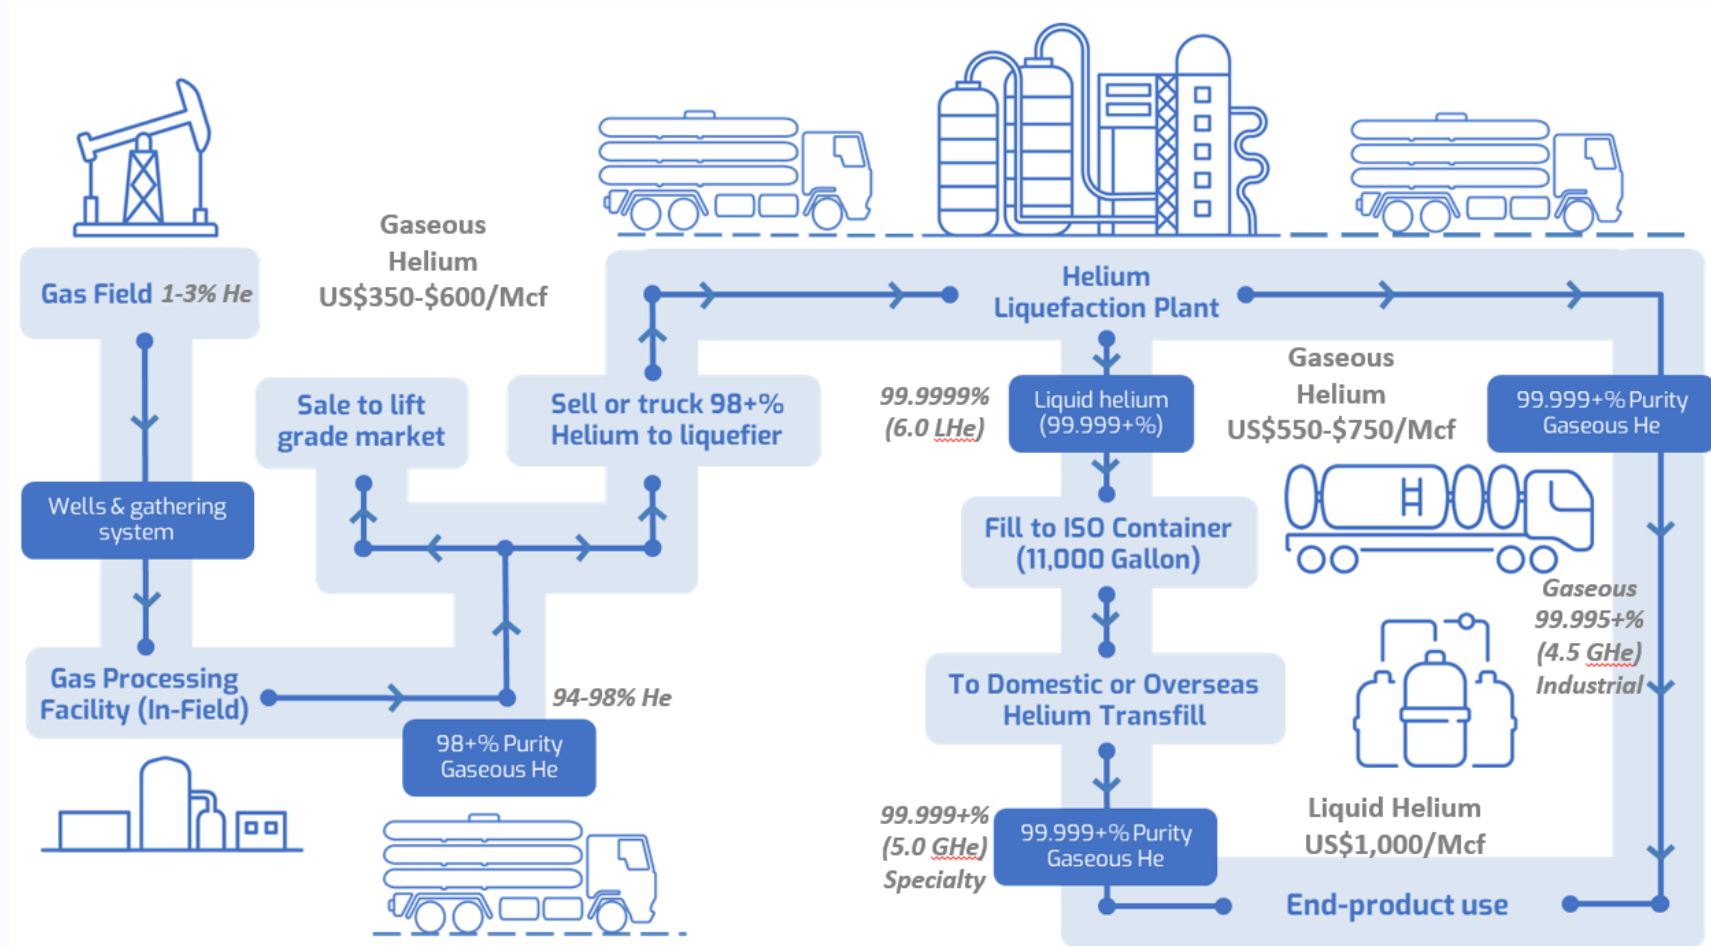 Gas Field 1-3% He
Wells & gathering
system
Gas Processing
Facility (In-Field)
94-98% He
98+% Purity
Gaseous He
Gaseous
Helium
US$350-$600/Mcf
Sale to lift
grade market
Sell or truck 98+%
Helium to liquefier
Helium
Liquefaction Plant
99.9999%
(6.0 LHe)
Liquid helium
(99.999+%)
Gaseous
Helium
US$550-$750/Mcf
99.999+% Purity
Gaseous He
Fill to ISO Container
(11,000 Gallon)
H
Gaseous
99.995+%
(4.5 GHe)
Industrial
To Domestic or Overseas
Helium Transfill
99.999+%
(5.0 GHe)
Specialty
99.999+% Purity
Gaseous He
Liquid Helium
US$1,000/Mcf
End-product use